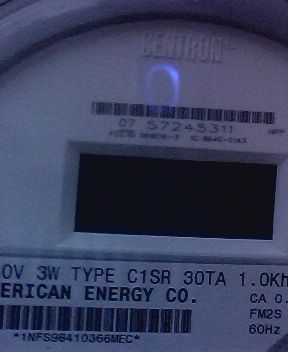 CENTRON
07 57245311
0V 3W TYPE C1SR 30TA 1.0Kh
ERICAN ENERGY CO.
CA 0.
FM2S
60Hz
*1NFS98410366MEC*